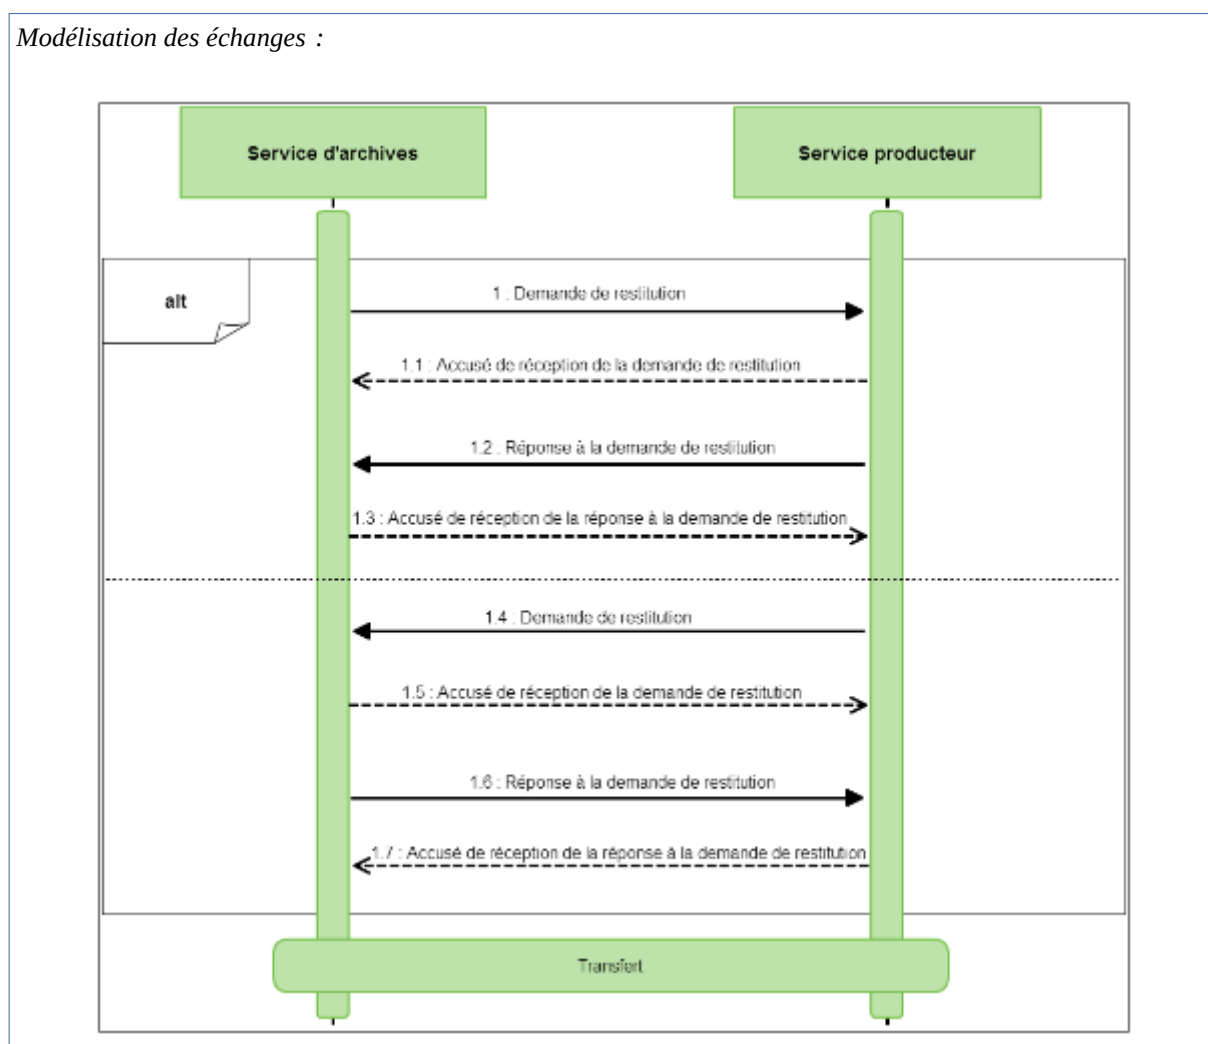 Modélisation des échanges :
Service d'archives
Service producteur
alt
1 : Demande de restitution
1.1 : Accusé de réception de la demande de restitution
1.2 : Réponse à la demande de restitution
1.3 : Accusé de réception de la réponse à la demande de restitution
1.4 : Demande de restitution
1.5 : Accusé de réception de la demande de restitution
1.6 : Réponse à la demande de restitution
1.7 : Accusé de réception de la réponse à la demande de restitution
Transfert